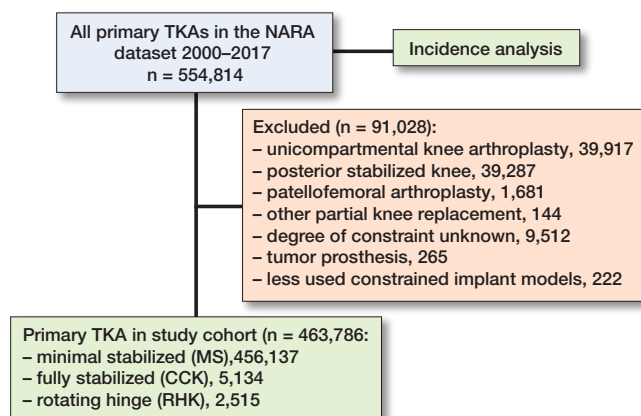 All primary TKAs in the NARA
dataset 2000–2017
n = 554,814
Incidence analysis
Excluded (n = 91,028):
– unicompartmental knee arthroplasty, 39,917
– posterior stabilized knee, 39,287
– patellofemoral arthroplasty, 1,681
– other partial knee replacement, 144
– degree of constraint unknown, 9,512
– tumor prosthesis, 265
– less used constrained implant models, 222
Primary TKA in study cohort (n = 463,786:
– minimal stabilized (MS),456,137
– fully stabilized (CCK), 5,134
– rotating hinge (RHK), 2,515